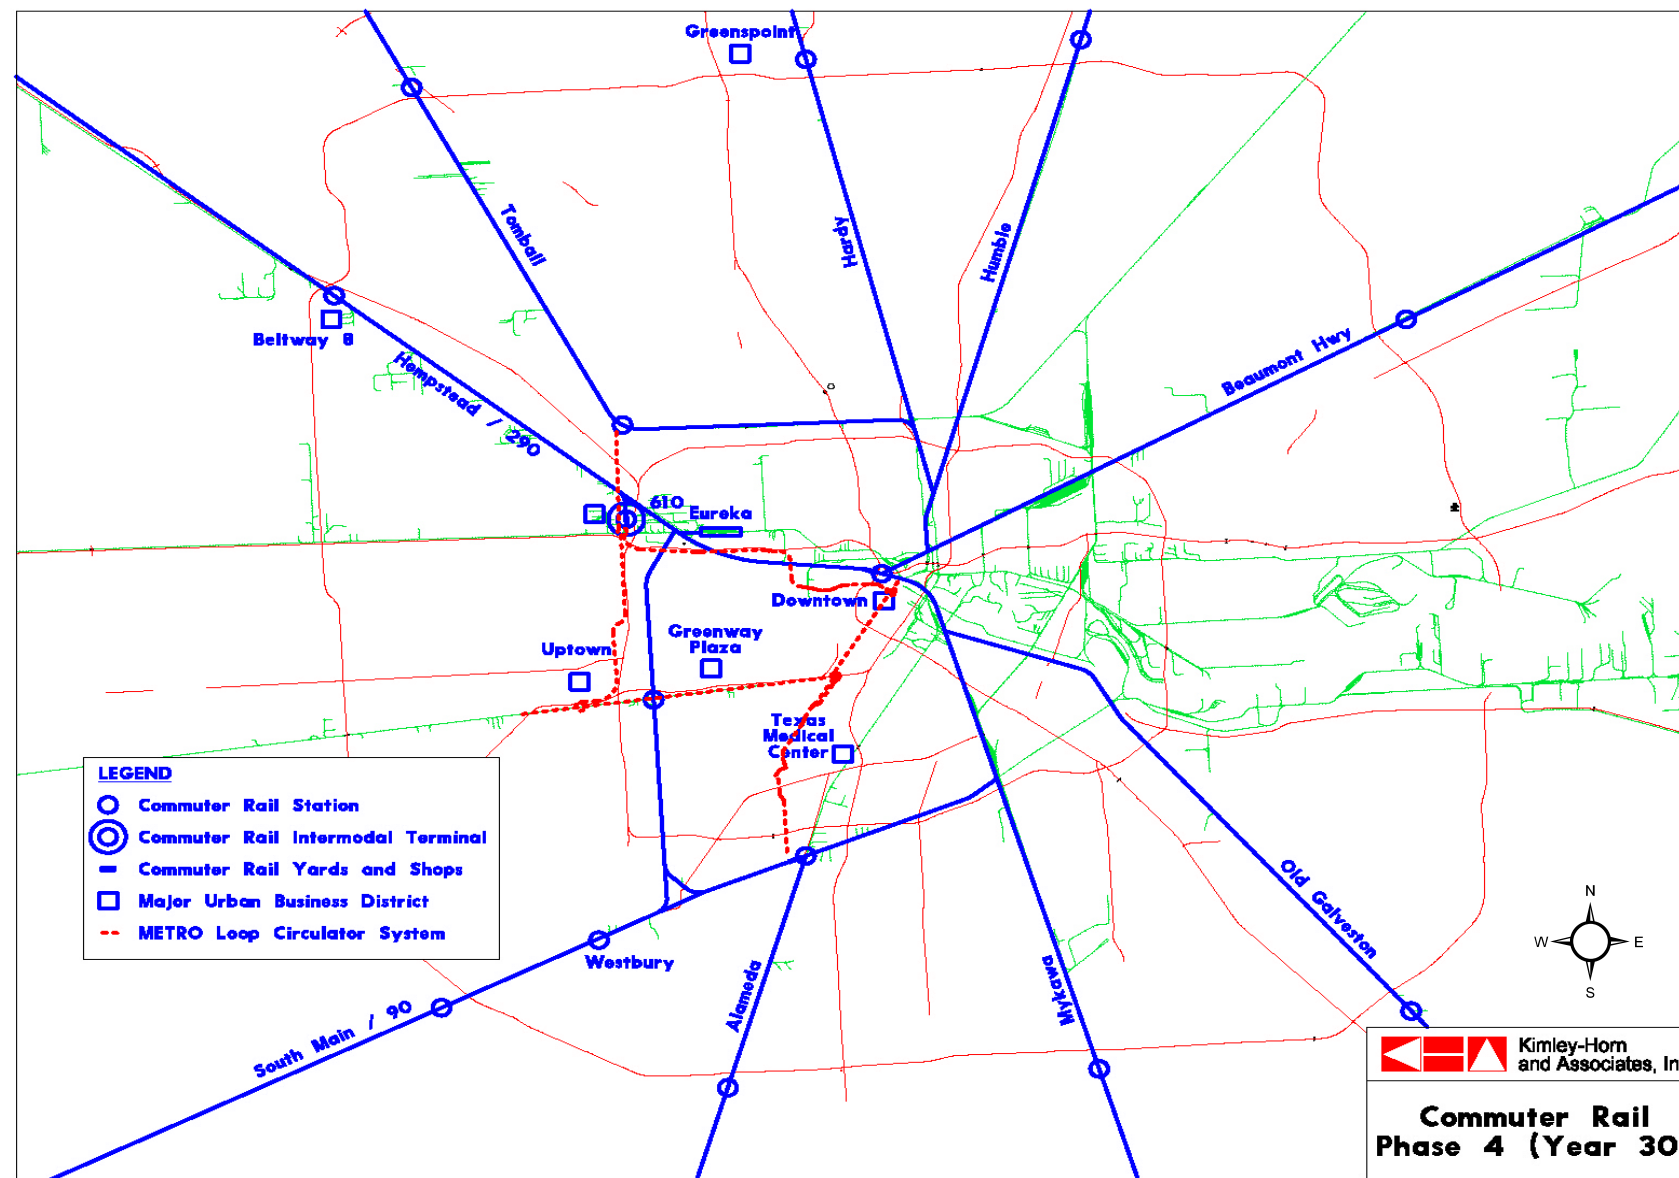 Greenspoint
Tomball
Hardy
Humble
Beltway 8
Hempstead / 290
Beaumont Hwy
610
Eureka
Downtown
Greenway
Plaza
Uptown
Texas
Medical
Center
LEGEND
Commuter Rail Station
Commuter Rail Intermodal Terminal
Commuter Rail Yards and Shops
Major Urban Business District
METRO Loop Circulator System
Westbury
South Main / 90
Alameda
Mykawa
Old Galveston
N
W
E
S
Kimley-Horn
and Associates, In
Commuter Rail
Phase 4 (Year 30